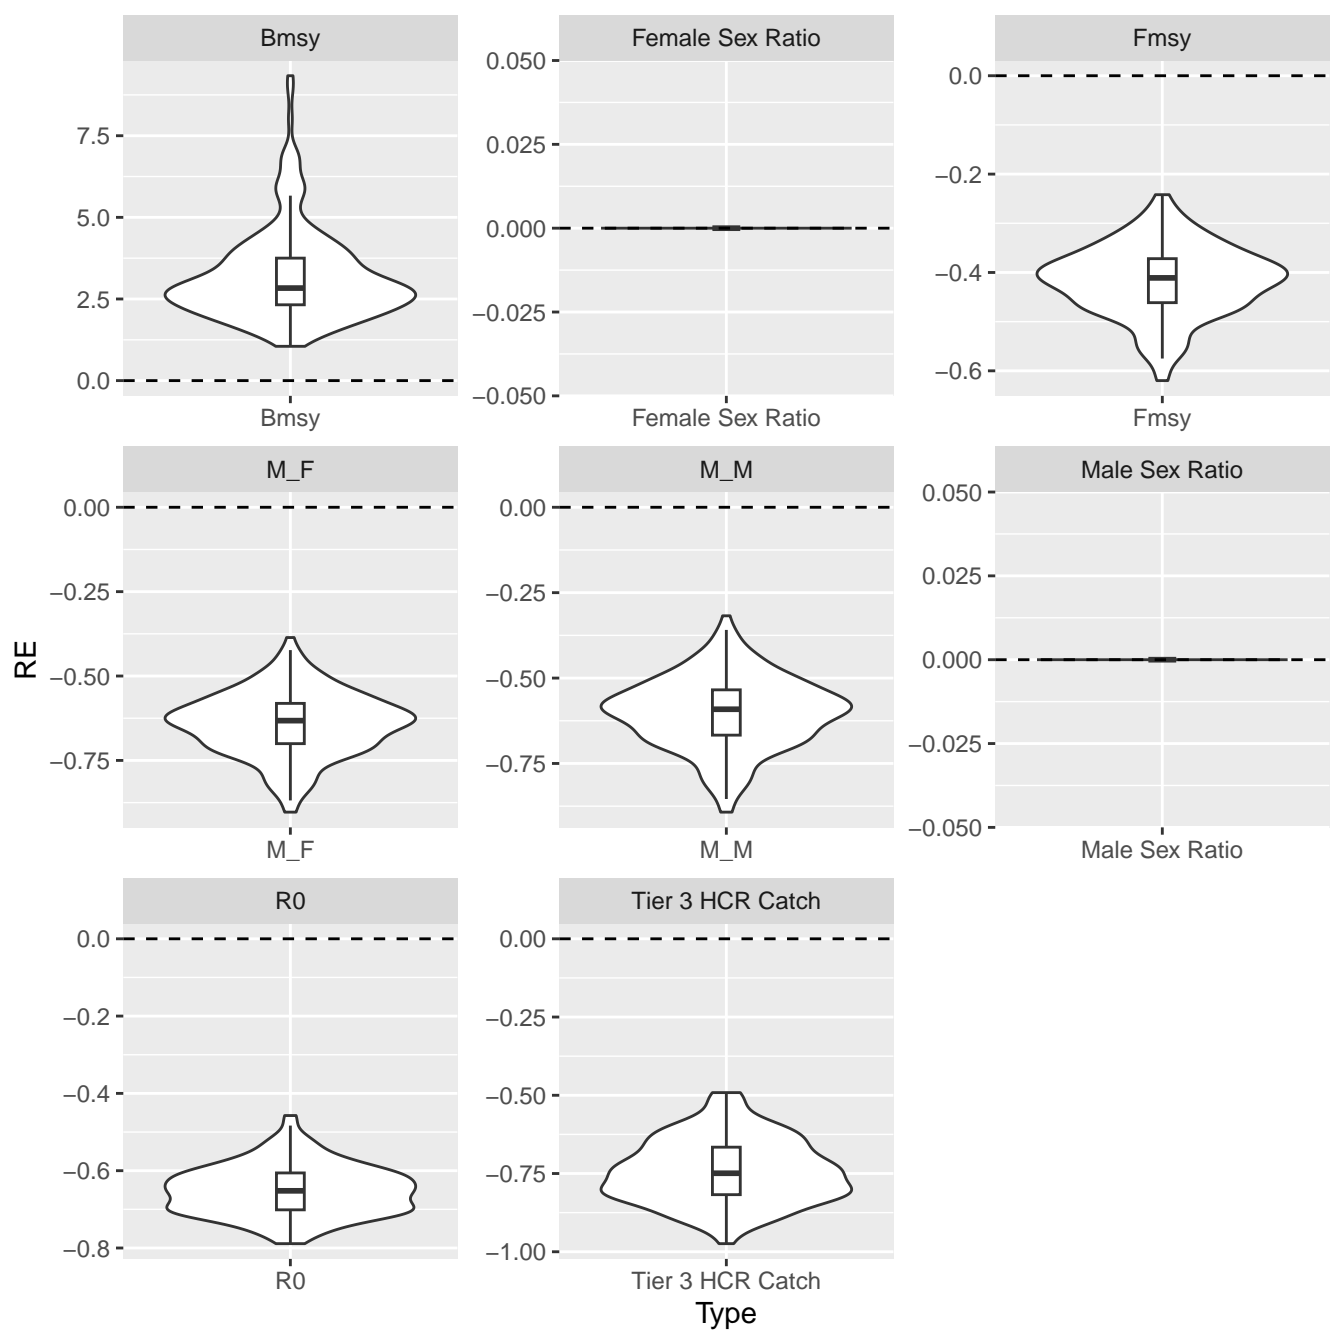 Bmsy
Female Sex Ratio
Fmsy
7.5
5.0
2.5
0.0
0.050
0.025
0.000
−0.025
−0.050
0.0
−0.2
−0.4
−0.6
Bmsy
Female Sex Ratio
Fmsy
M_F
M_M
Male Sex Ratio
RE
0.00
−0.25
−0.50
−0.75
0.00
−0.25
−0.50
−0.75
0.050
0.025
0.000
−0.025
−0.050
M_F
M_M
Male Sex Ratio
R0
Tier 3 HCR Catch
0.0
−0.2
−0.4
−0.6
−0.8
0.00
−0.25
−0.50
−0.75
−1.00
R0
Tier 3 HCR Catch
Type